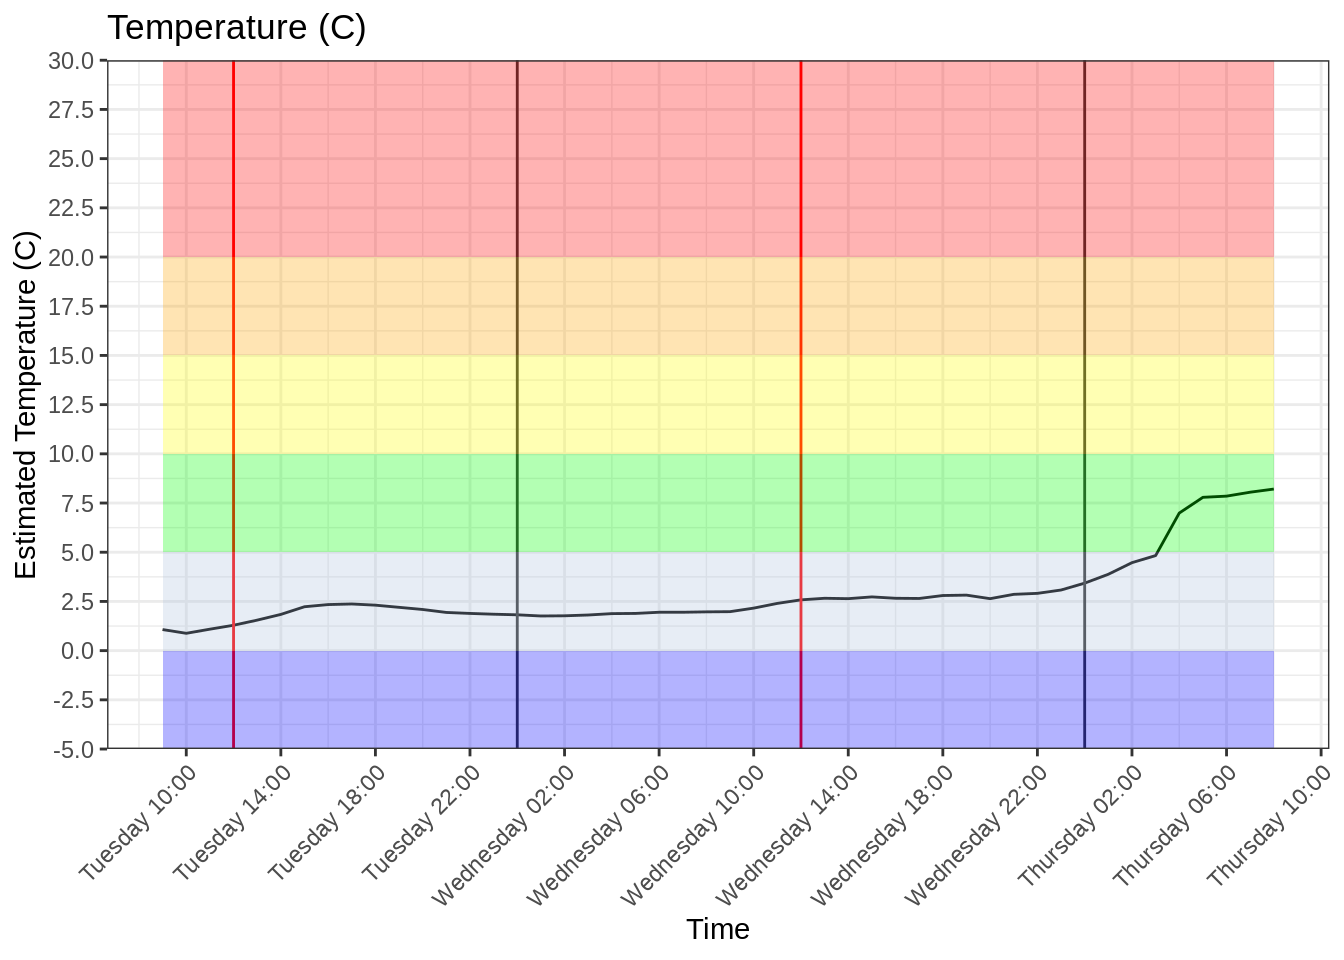 Temperature (C)
Estimated Temperature (C)
30.0
27.5
25.0
22.5
20.0
17.5
15.0
12.5
10.0
7.5
5.0
2.5
0.0
-2.5
-5.0
Tuesday 10:00
Tuesday 14:00
Tuesday 18:00
Tuesday 22:00
Wednesday 02:00
Wednesday 06:00
Wednesday 10:00
Wednesday 14:00
Wednesday 18:00
Wednesday 22:00
Thursday 02:00
Thursday 06:00
Thursday 10:00
Time